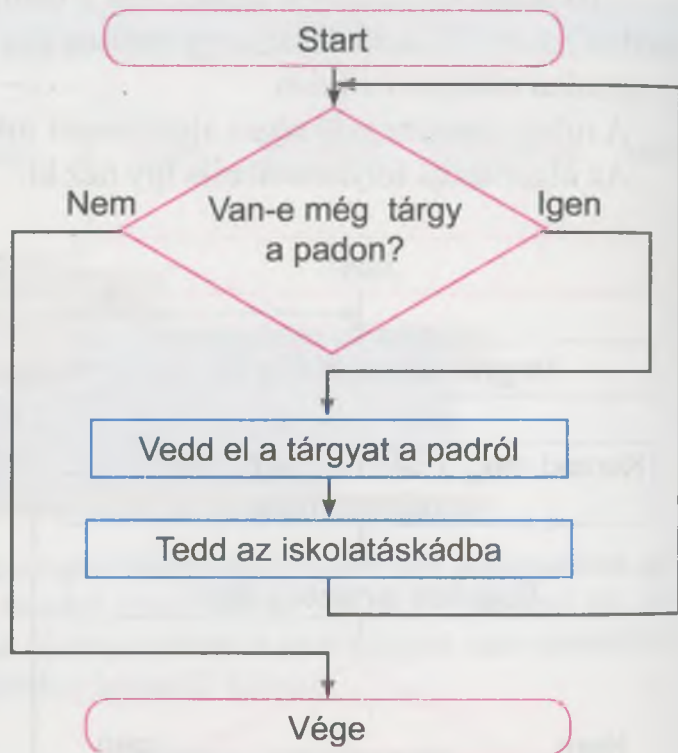 Start
Nem
Van-e még tárgy
a padon?
Igen
Vedd el a tárgyat a padról
Tedd az iskolatáskádba
Vége